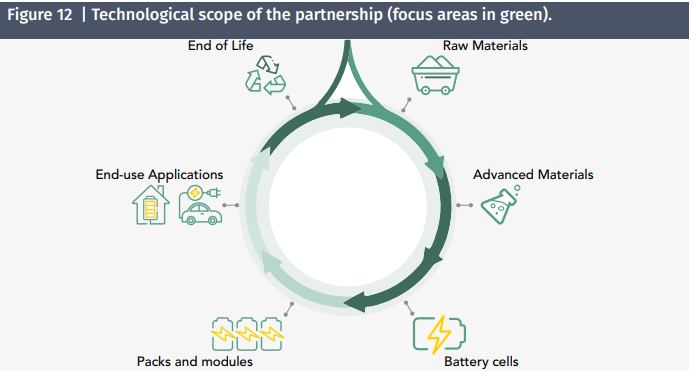 Figure 12 | Technological scope of the partnership (focus areas in green).
End of Life
Raw Materials
End-use Applications
Advanced Materials
Packs and modules
Battery cells